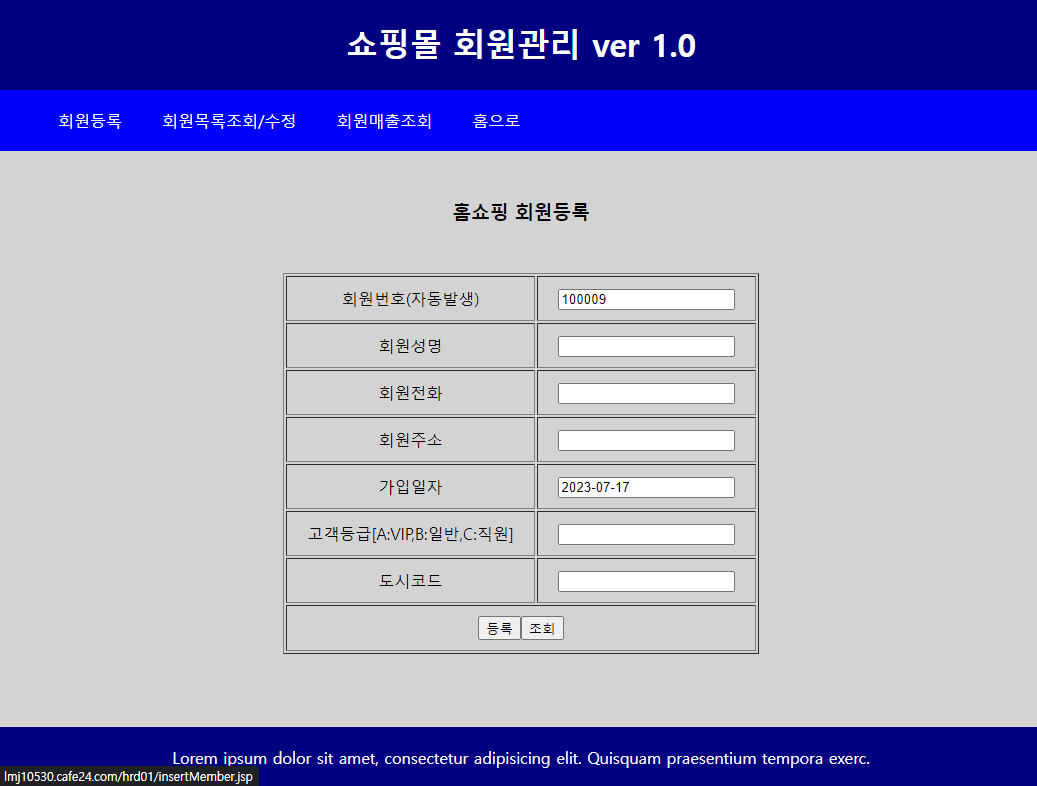 쇼핑몰 회원관리 ver 1.0
회원등록 회원목록조회/수정 회원매출조회 홈으로
홈쇼핑 회원등록
회원번호(자동발생) 100009
회원성명
회원전화
회원주소
가입일자 2023-07-17
고객등급[A:VIP,B:일반,C:직원]
도시코드
등록 조회
Lorem ipsum dolor sit amet, consectetur adipisicing elit. Quisquam praesentium tempora exerc.
lmj10530.cafe24.com/hrd01/insertMember.jsp